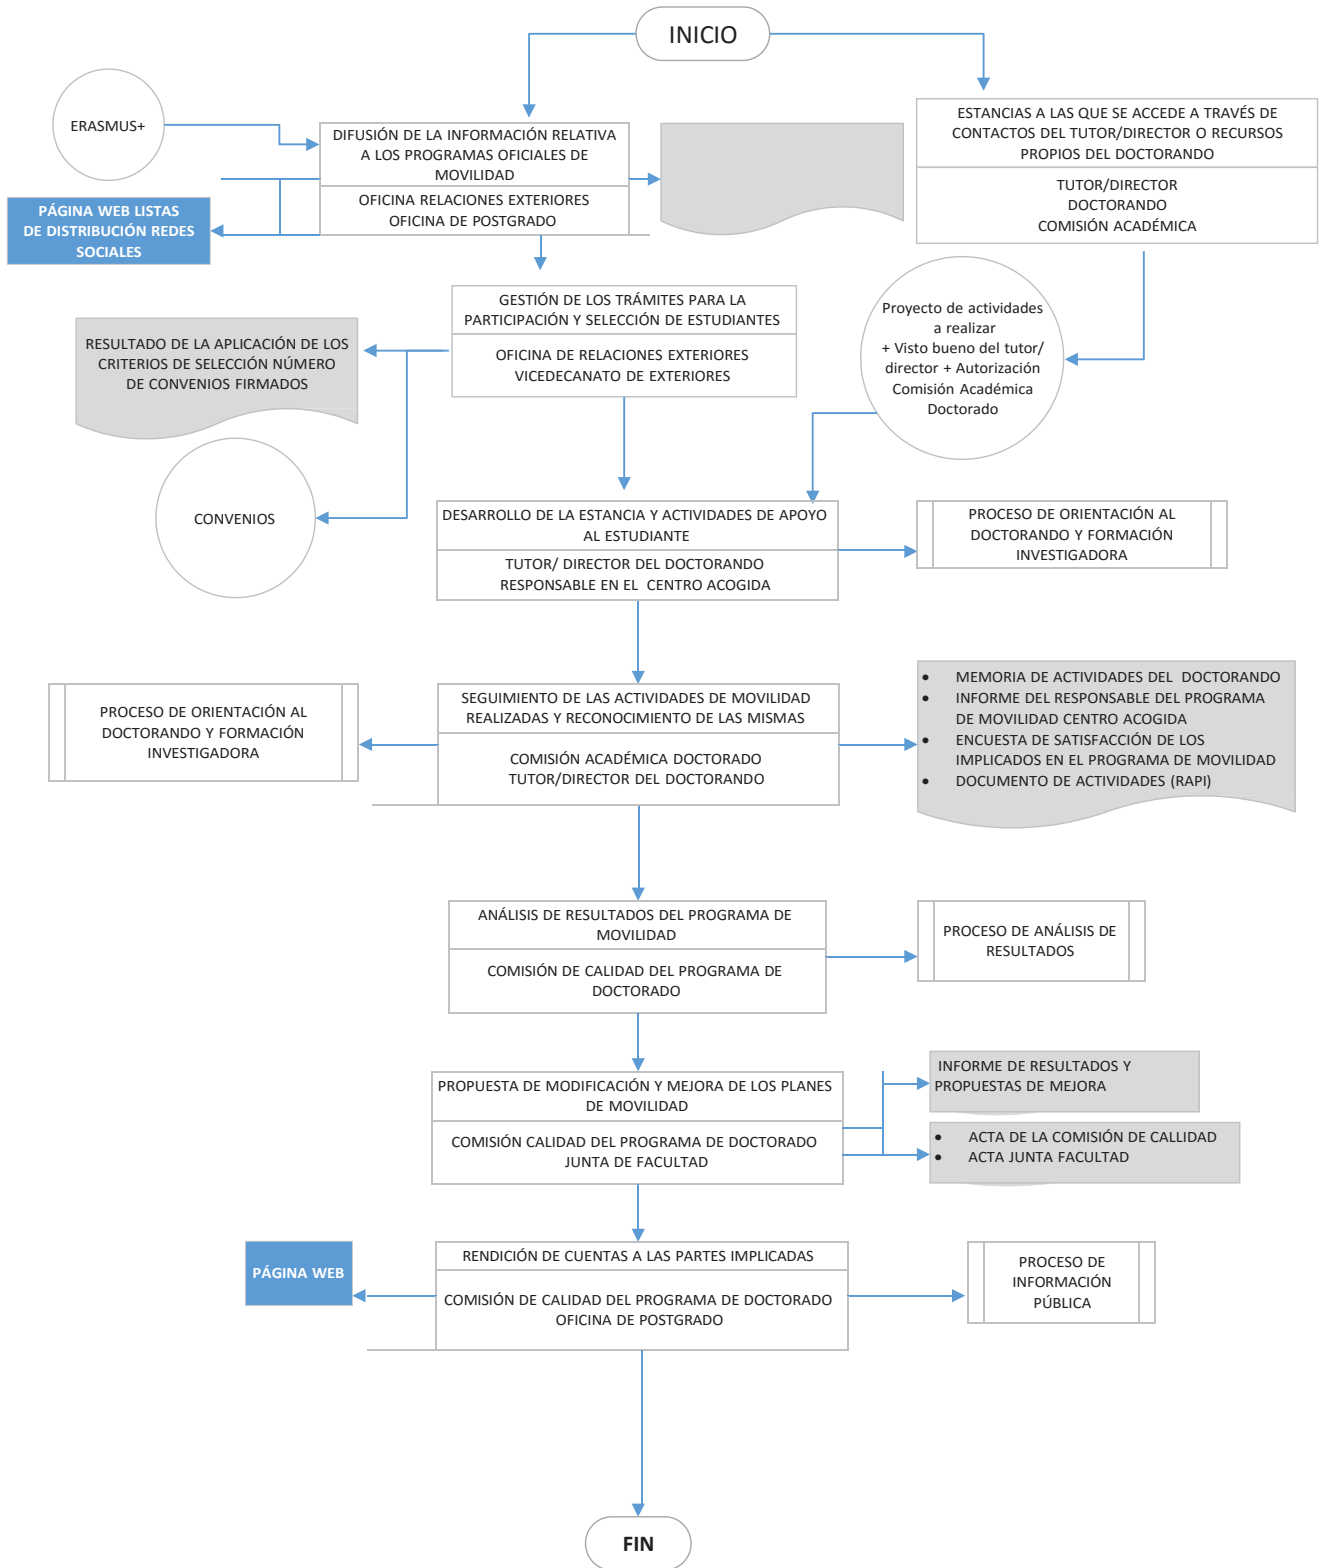 INICIO
ERASMUS+
DIFUSIÓN DE LA INFORMACIÓN RELATIVA
A LOS PROGRAMAS OFICIALES DE
MOVILIDAD
OFICINA RELACIONES EXTERIORES
OFICINA DE POSTGRADO
ESTANCIAS A LAS QUE SE ACCEDE A TRAVÉS DE
CONTACTOS DEL TUTOR/DIRECTOR O RECURSOS
PROPIOS DEL DOCTORANDO
TUTOR/DIRECTOR
DOCTORANDO
COMISIÓN ACADÉMICA
PÁGINA WEB LISTAS
DE DISTRIBUCIÓN REDES
SOCIALES
GESTIÓN DE LOS TRÁMITES PARA LA
PARTICIPACIÓN Y SELECCIÓN DE ESTUDIANTES
OFICINA DE RELACIONES EXTERIORES
VICEDECANATO DE EXTERIORES
Proyecto de actividades
a realizar
+ Visto bueno del tutor/
director + Autorización
Comisión Académica
Doctorado
RESULTADO DE LA APLICACIÓN DE LOS
CRITERIOS DE SELECCIÓN NÚMERO
DE CONVENIOS FIRMADOS
CONVENIOS
DESARROLLO DE LA ESTANCIA Y ACTIVIDADES DE APOYO
AL ESTUDIANTE
TUTOR/ DIRECTOR DEL DOCTORANDO
RESPONSABLE EN EL CENTRO ACOGIDA
PROCESO DE ORIENTACIÓN AL
DOCTORANDO Y FORMACIÓN
INVESTIGADORA
PROCESO DE ORIENTACIÓN AL
DOCTORANDO Y FORMACIÓN
INVESTIGADORA
SEGUIMIENTO DE LAS ACTIVIDADES DE MOVILIDAD
REALIZADAS Y RECONOCIMIENTO DE LAS MISMAS
COMISIÓN ACADÉMICA DOCTORADO
TUTOR/DIRECTOR DEL DOCTORANDO
• MEMORIA DE ACTIVIDADES DEL DOCTORANDO
• INFORME DEL RESPONSABLE DEL PROGRAMA
DE MOVILIDAD CENTRO ACOGIDA
• ENCUESTA DE SATISFACCIÓN DE LOS
IMPLICADOS EN EL PROGRAMA DE MOVILIDAD
• DOCUMENTO DE ACTIVIDADES (RAPI)
ANÁLISIS DE RESULTADOS DEL PROGRAMA DE
MOVILIDAD
COMISIÓN DE CALIDAD DEL PROGRAMA DE
DOCTORADO
PROCESO DE ANÁLISIS DE
RESULTADOS
PROPUESTA DE MODIFICACIÓN Y MEJORA DE LOS PLANES
DE MOVILIDAD
COMISIÓN CALIDAD DEL PROGRAMA DE DOCTORADO
JUNTA DE FACULTAD
INFORME DE RESULTADOS Y
PROPUESTAS DE MEJORA
• ACTA DE LA COMISIÓN DE CALLIDAD
• ACTA JUNTA FACULTAD
PÁGINA WEB
RENDICIÓN DE CUENTAS A LAS PARTES IMPLICADAS
COMISIÓN DE CALIDAD DEL PROGRAMA DE DOCTORADO
OFICINA DE POSTGRADO
PROCESO DE
INFORMACIÓN
PÚBLICA
FIN